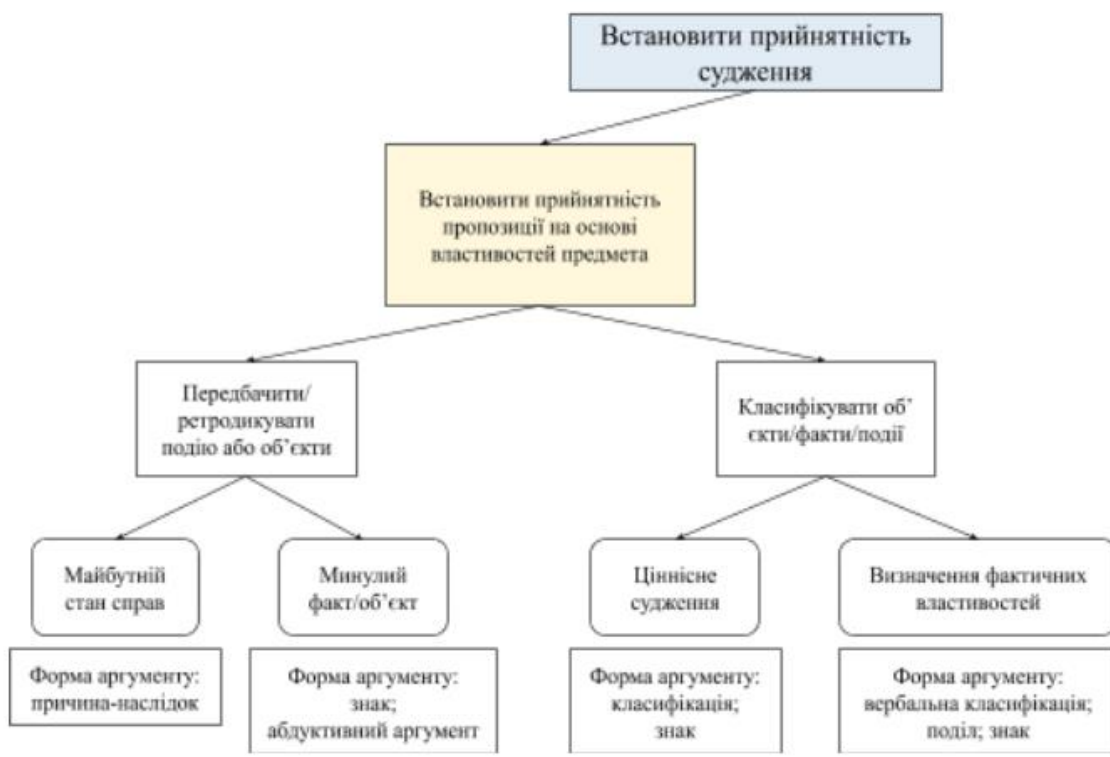 Встановити прийнятність
судження
Встановити прийнятність
пропозиції на основі
властивостей предмета
Передбачити/
ретродикувати
подію або об’єкти
Класифікувати об’
єкти/факти/події
Майбутній
стан справ
Минулий
факт/об’єкт
Ціннісне
судження
Визначення фактичних
властивостей
Форма аргументу:
причина-наслідок
Форма аргументу:
знак;
абдуктивний аргумент
Форма аргументу:
класифікація;
знак
Форма аргументу:
вербальна класифікація;
поділ; знак